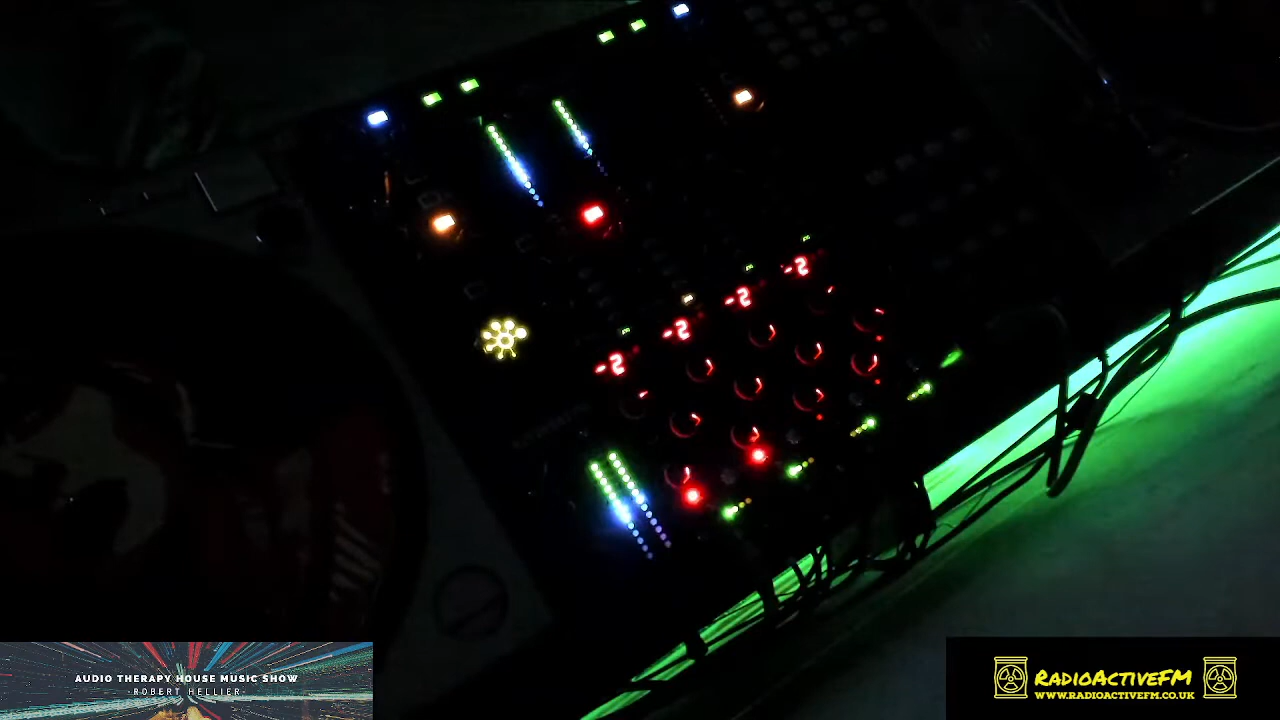 -2
-2
-2
-2
AUDIO THERAPY HOUSE MUSIC SHOW
-ROBERT HELLIER-
RADIOACTIVEFM
WWW.RADIOACTIVEFM.CO.UK